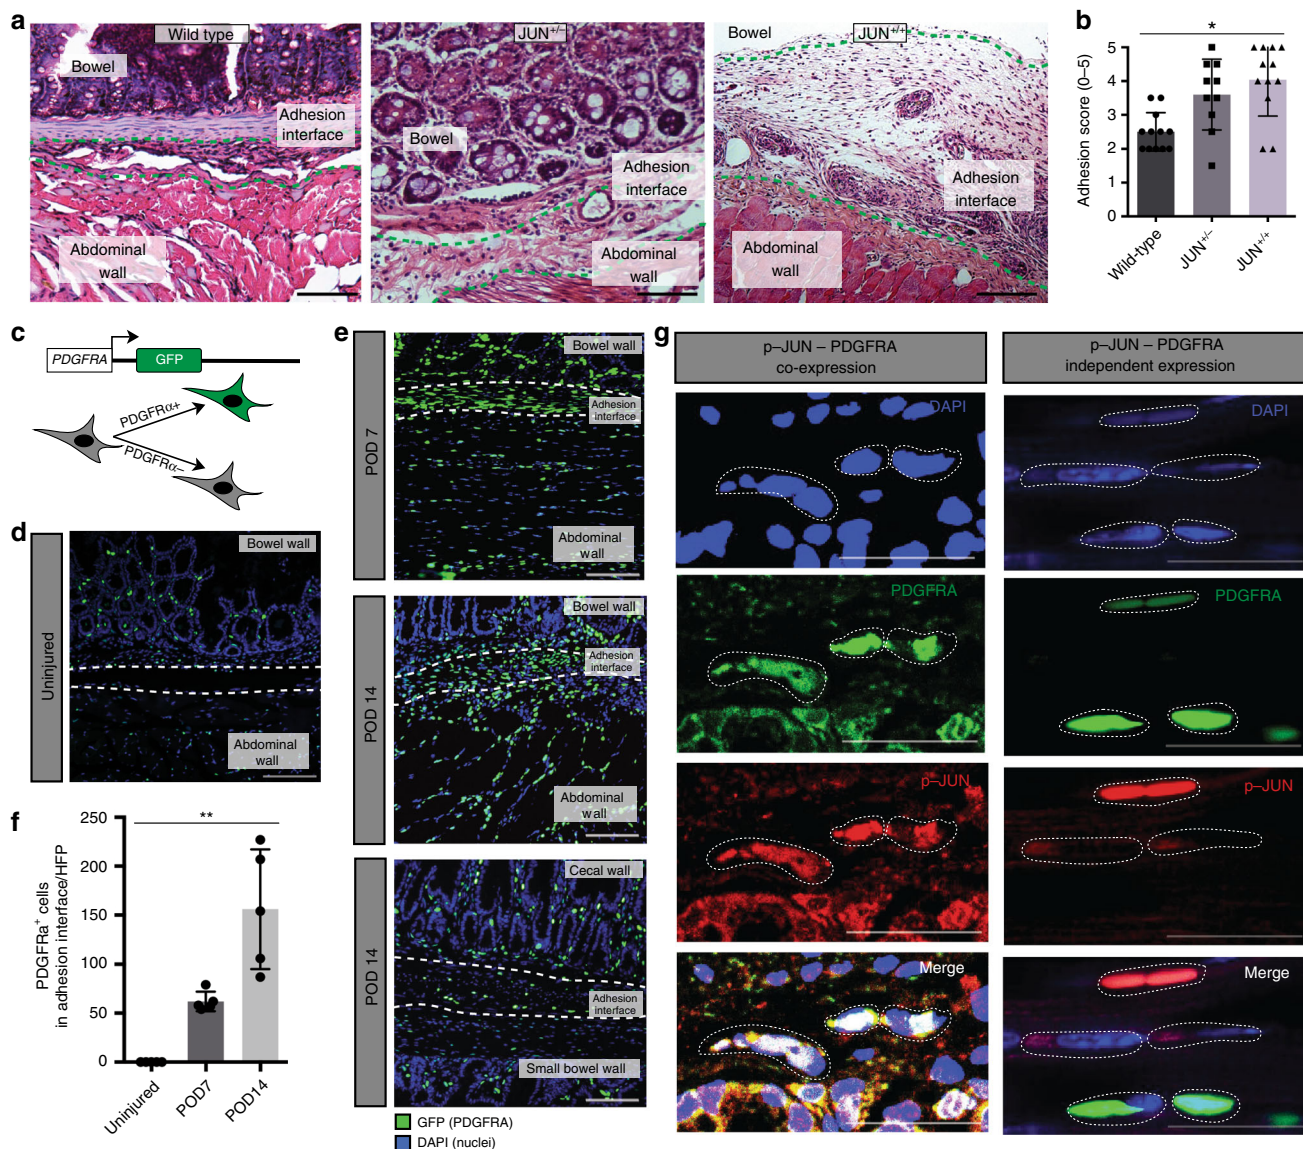 a
Wild type
Bowel
Adhesion
interface
Abdominal
wall
JUN+/−
Bowel
Adhesion
interface
Abdominal
wall
Bowel
JUN+/+
Adhesion
interface
Abdominal
wall
b
*
Adhesion score (0–5)
5
4
3
2
1
0
Wild-type
JUN+/−
JUN+/+
c
PDGFRA
GFP
PDGFRα+
PDGFRα−
d
Uninjured
Bowel wall
Abdominal
wall
e
POD 7
Bowel wall
Adhesion
interface
Abdominal
wall
POD 14
Bowel wall
Adhesion
interface
Abdominal
wall
POD 14
Cecal wall
Adhesion
interface
Small bowel wall
GFP (PDGFRA)
DAPI (nuclei)
f
**
PDGFRa+ cells
in adhesion interface/HFP
250
200
150
100
50
0
Uninjured
POD7
POD14
g
p–JUN – PDGFRA
co-expression
DAPI
PDGFRA
p–JUN
Merge
p–JUN – PDGFRA
independent expression
DAPI
PDGFRA
p–JUN
Merge